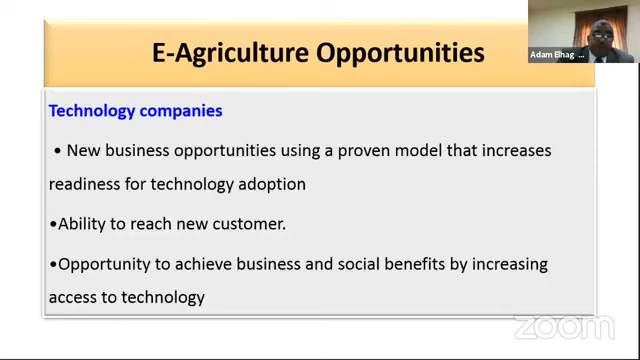 E-Agriculture Opportunities
Adam Elhag ...
Technology companies
• New business opportunities using a proven model that increases
readiness for technology adoption
•Ability to reach new customer.
•Opportunity to achieve business and social benefits by increasing
access to technology
zoom